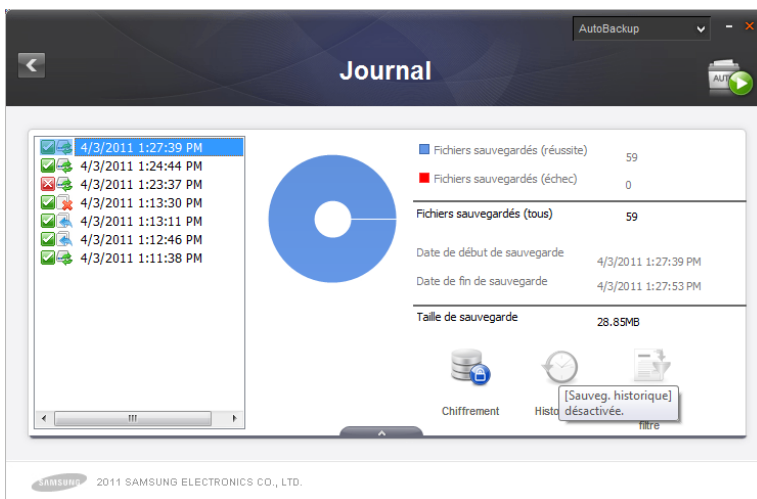 AutoBackup
Journal
AUT
4/3/2011 1:27:39 PM
4/3/2011 1:24:44 PM
4/3/2011 1:23:37 PM
4/3/2011 1:13:30 PM
4/3/2011 1:13:11 PM
4/3/2011 1:12:46 PM
4/3/2011 1:11:38 PM
Fichiers sauvegardés (réussite) 59
Fichiers sauvegardés (échec) 0
Fichiers sauvegardés (tous) 59
Date de début de sauvegarde 4/3/2011 1:27:39 PM
Date de fin de sauvegarde 4/3/2011 1:27:53 PM
Taille de sauvegarde 28.85MB
[Sauveg. historique]
désactivée.
Chiffrement
Histo
filtre
SAMSUNG 2011 SAMSUNG ELECTRONICS CO., LTD.